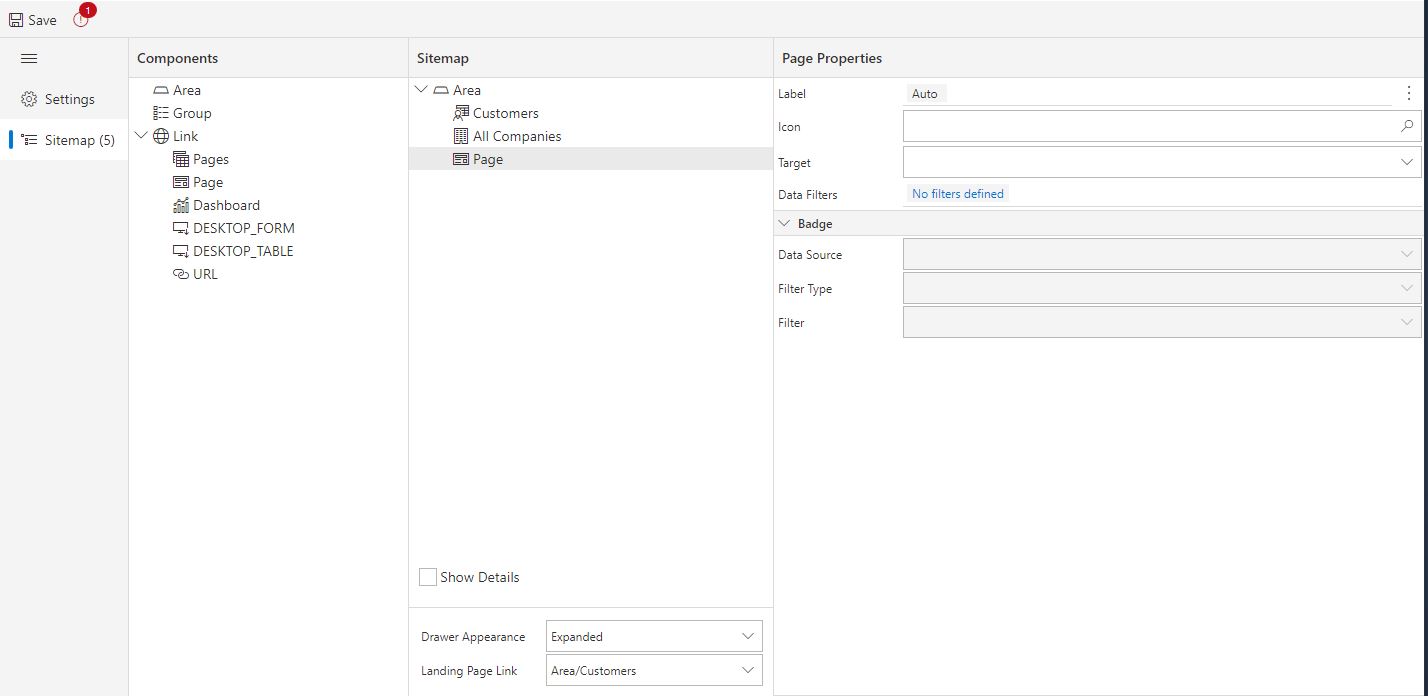 Save
1
Settings
Sitemap (5)
Components
Area
Group
Link
Pages
Page
Dashboard
DESKTOP_FORM
DESKTOP_TABLE
URL
Sitemap
Area
Customers
All Companies
Page
Show Details
Drawer Appearance Expanded
Landing Page Link Area/Customers
Page Properties
Label Auto
Icon
Target
Data Filters No filters defined
Badge
Data Source
Filter Type
Filter